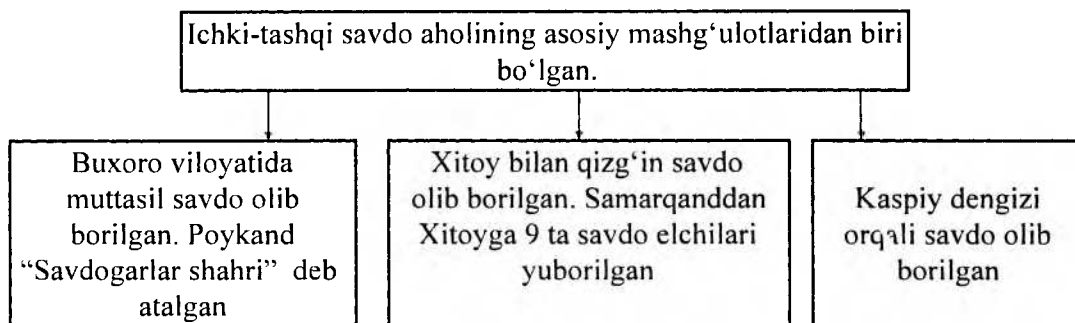 Ichki-tashqi savdo aholining asosiy mashg‘ulotlaridan biri
bo‘lgan.
Buxoro viloyatida
muttasil savdo olib
borilgan. Poykand
“Savdogarlar shahri” deb
atalgan
Xitoy bilan qizg‘in savdo
olib borilgan. Samarqanddan
Xitoyga 9 ta savdo elchilari
yuborilgan
Kaspiy dengizi
orqali savdo olib
borilgan